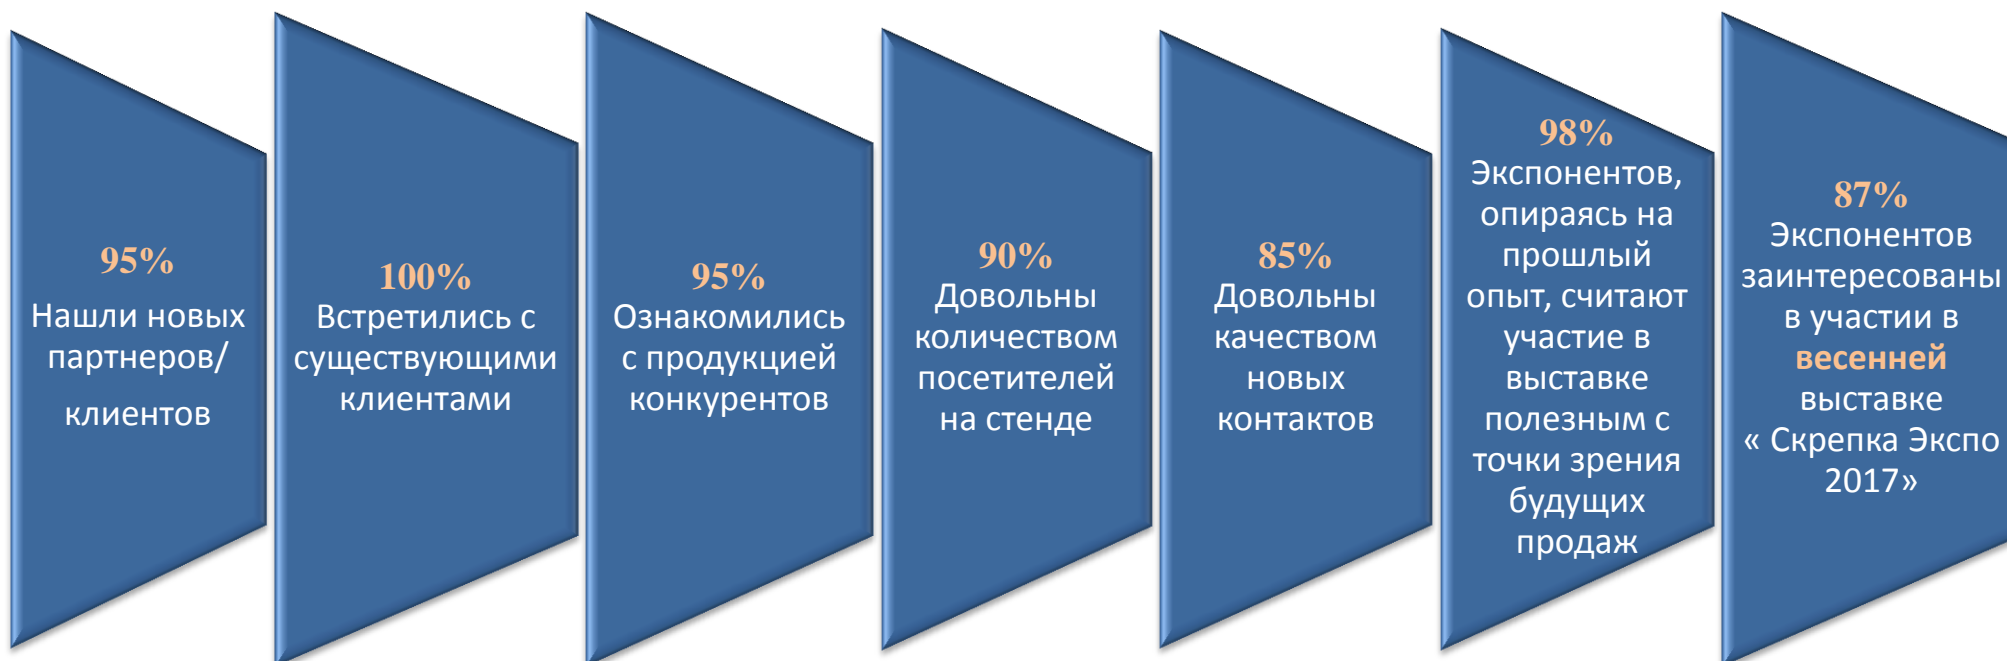 95%
Нашли новых
партнеров/
клиентов
100%
Встретились с
существующими
клиентами
95%
Ознакомились
с продукцией
конкурентов
90%
Довольны
количеством
посетителей
на стенде
85%
Довольны
качеством
новых
контактов
98%
Экспонентов,
опираясь на
прошлый
опыт, считают
участие в
выставке
полезным с
точки зрения
будущих
продаж
87%
Экспонентов
заинтересованы
в участии в
весенней
выставке
« Скрепка Экспо
2017»